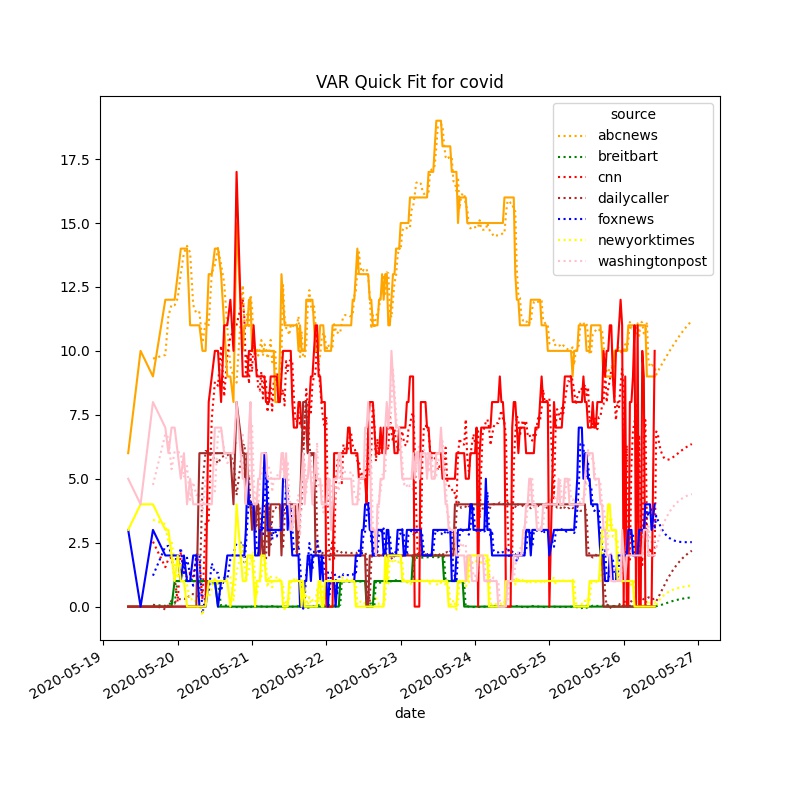 VAR Quick Fit for covid
source
abcnews
breitbart
cnn
dailycaller
foxnews
newyorktimes
washingtonpost
17.5
15.0
12.5
10.0
7.5
5.0
2.5
0.0
2020-05-19
2020-05-20
2020-05-21
2020-05-22
2020-05-23
2020-05-24
2020-05-25
2020-05-26
2020-05-27
date